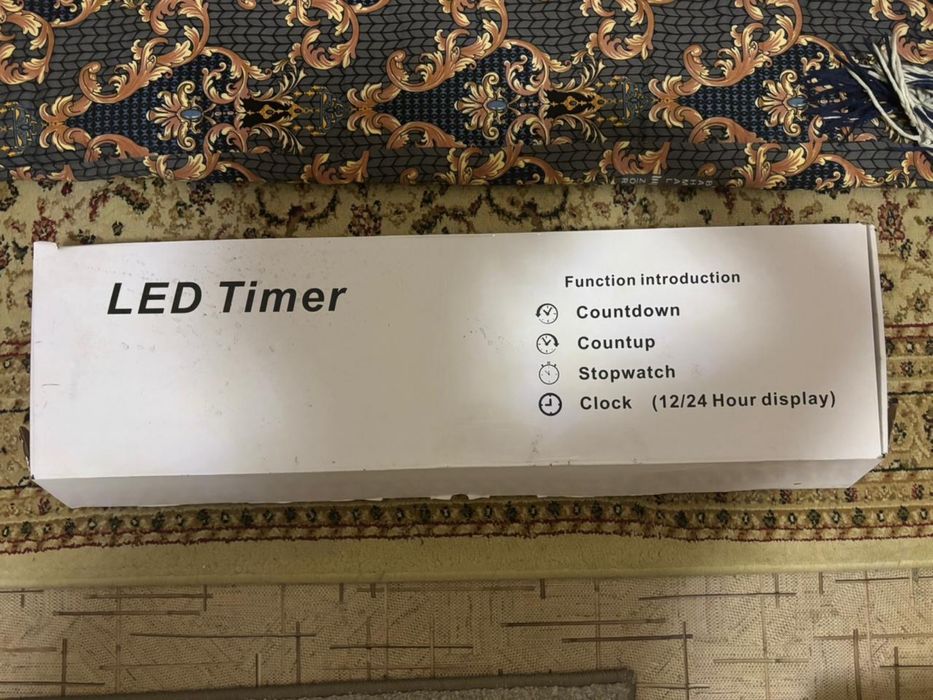 LED Timer
Function introduction
Countdown
Countup
Stopwatch
Clock (12/24 Hour display)